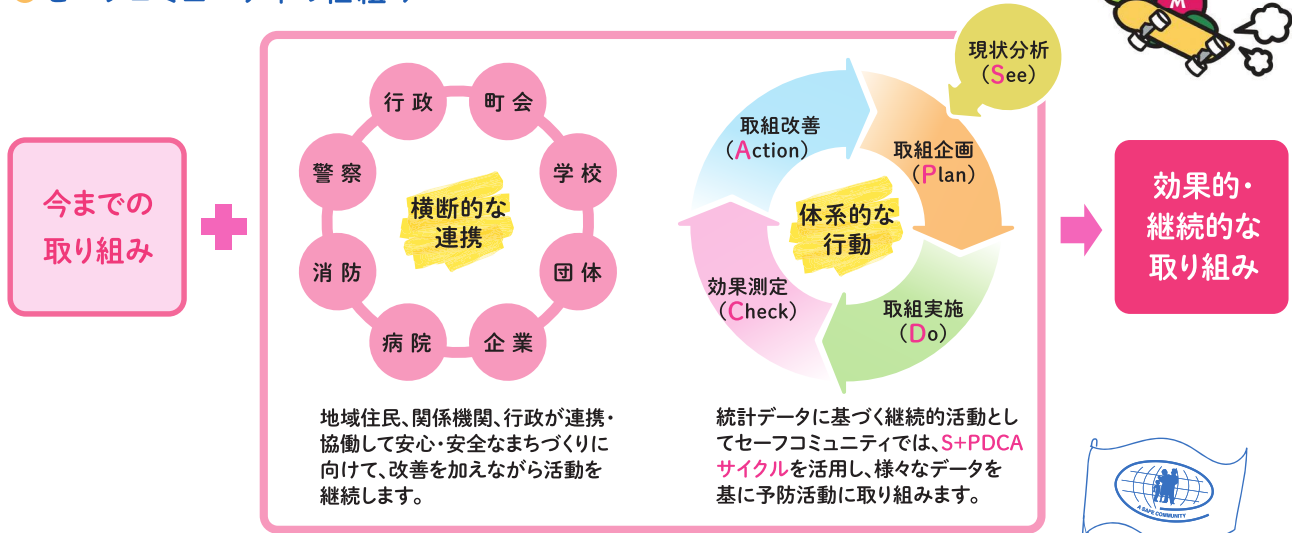 今までの
取り組み
行政
町会
警察
学校
横断的な
連携
消防
団体
病院
企業
地域住民、関係機関、行政が連携・
協働して安心・安全なまちづくりに
向けて、改善を加えながら活動を
継続します。
現状分析
（See）
取組改善
（Action）
取組企画
（Plan）
体系的な
行動
効果測定
（Check）
取組実施
（Do）
統計データに基づく継続的活動とし
てセーフコミュニティでは、S+PDCA
サイクルを活用し、様々なデータを
基に予防活動に取り組みます。
効果的・
継続的な
取り組み
M
A SAFE COMMUNITY